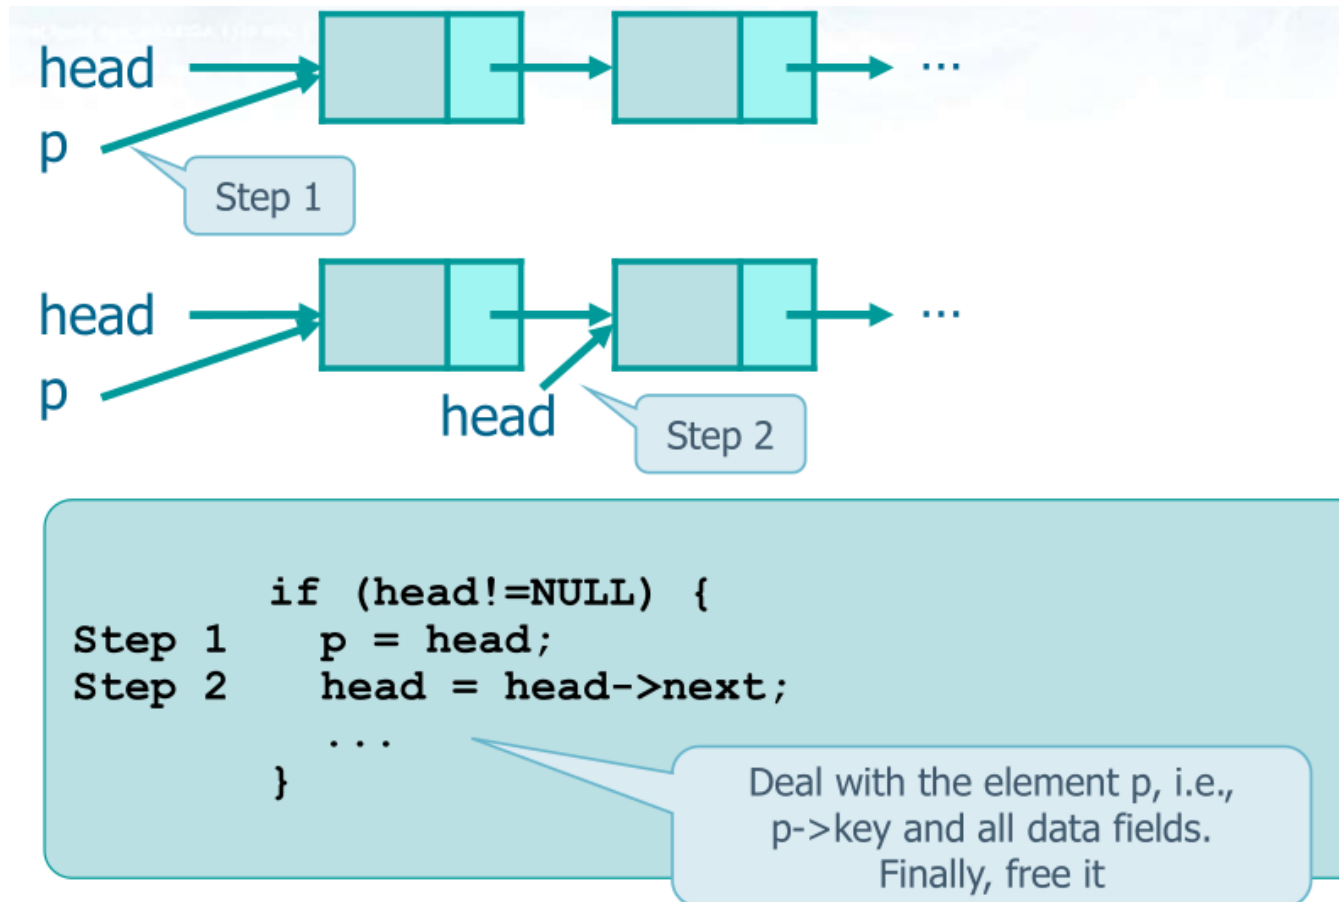 head
...
p
Step 1
head
...
p
head
Step 2
if (head!=NULL) {
Step 1 p = head;
Step 2 head = head->next;
...
}
Deal with the element p, i.e.,
p->key and all data fields.
Finally, free it